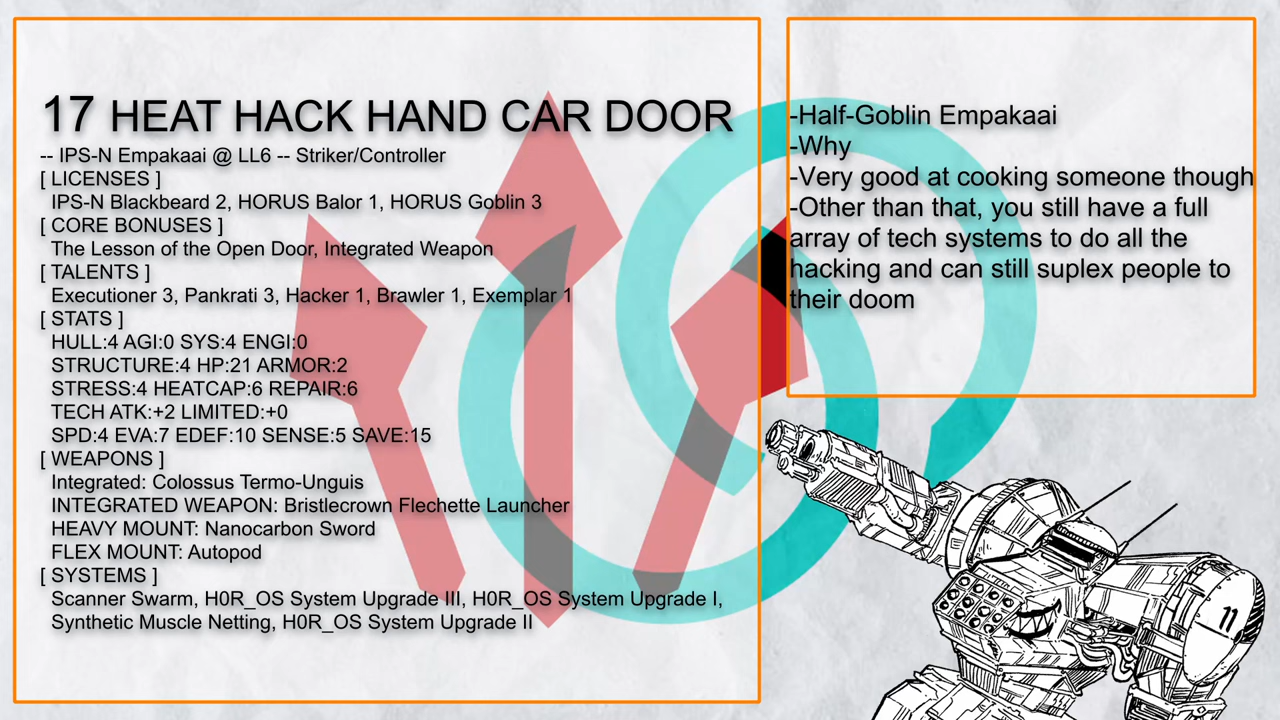 17 HEAT HACK HAND CAR DOOR
-- IPS-N Empakaai @ LL6 -- Striker/Controller
[ LICENSES ]
IPS-N Blackbeard 2, HORUS Balor 1, HORUS Goblin 3
[ CORE BONUSES ]
The Lesson of the Open Door, Integrated Weapon
[ TALENTS ]
Executioner 3, Pankrati 3, Hacker 1, Brawler 1, Exemplar 1
[ STATS ]
HULL:4 AGI:0 SYS:4 ENGI:0
STRUCTURE:4 HP:21 ARMOR:2
STRESS:4 HEATCAP:6 REPAIR:6
TECH ATK:+2 LIMITED:+0
SPD:4 EVA:7 EDEF:10 SENSE:5 SAVE:15
[ WEAPONS ]
Integrated: Colossus Termo-Unguis
INTEGRATED WEAPON: Bristlecrown Flechette Launcher
HEAVY MOUNT: Nanocarbon Sword
FLEX MOUNT: Autopod
[ SYSTEMS ]
Scanner Swarm, H0R_OS System Upgrade III, H0R_OS System Upgrade I,
Synthetic Muscle Netting, H0R_OS System Upgrade II
-Half-Goblin Empakaai
-Why
-Very good at cooking someone though
-Other than that, you still have a full
array of tech systems to do all the
hacking and can still suplex people to
their doom
11